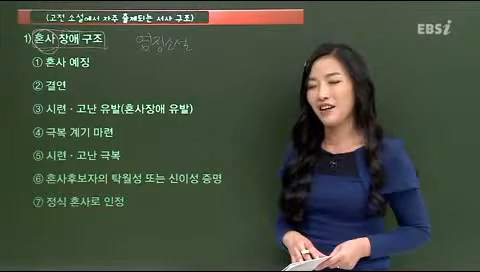 (고전 소설에서 자주 출제되는 서사 구조)
EBSi
1) 혼사 장애 구조
염정소설
① 혼사 예징
② 결연
③ 시련·고난 유발(혼사장애 유발)
④ 극복 계기 마련
⑤ 시련·고난 극복
⑥ 혼사후보자의 탁월성 또는 신이성 증명
⑦ 정식 혼사로 인정